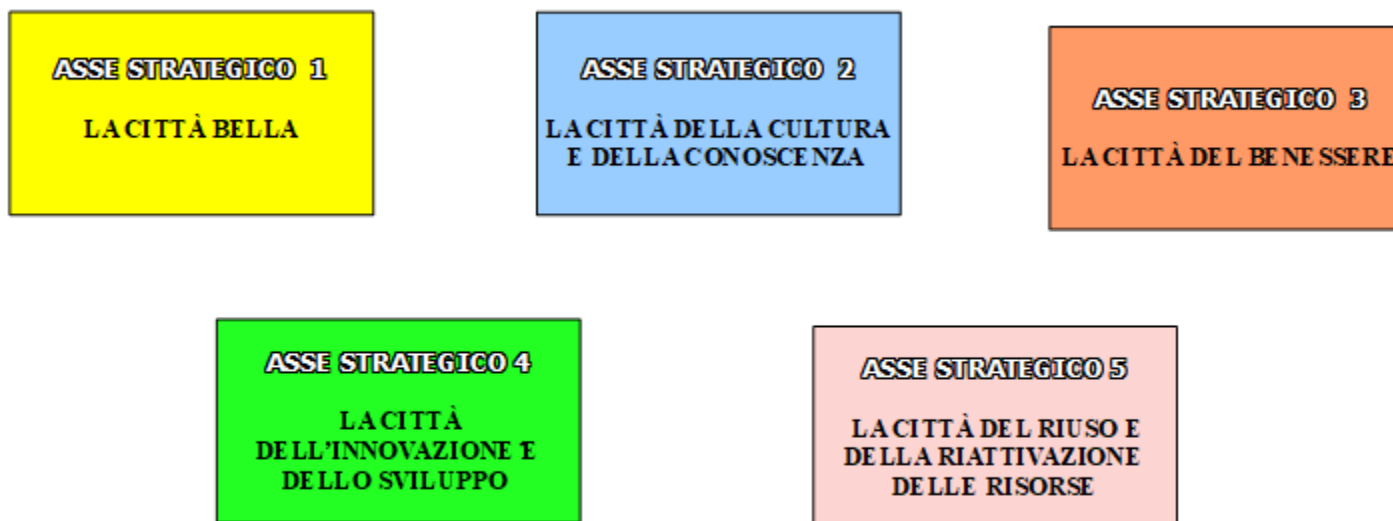 ASSE STRATEGICO 1
LA CITTÀ BELLA
ASSE STRATEGICO 2
LA CITTÀ DELLA CULTURA
E DELLA CONOSCENZA
ASSE STRATEGICO 3
LA CITTÀ DEL BENESSERE
ASSE STRATEGICO 4
LA CITTÀ
DELL’INNOVAZIONE E
DELLO SVILUPPO
ASSE STRATEGICO 5
LA CITTÀ DEL RIUSO E
DELLA RIATTIVAZIONE
DELLE RISORSE